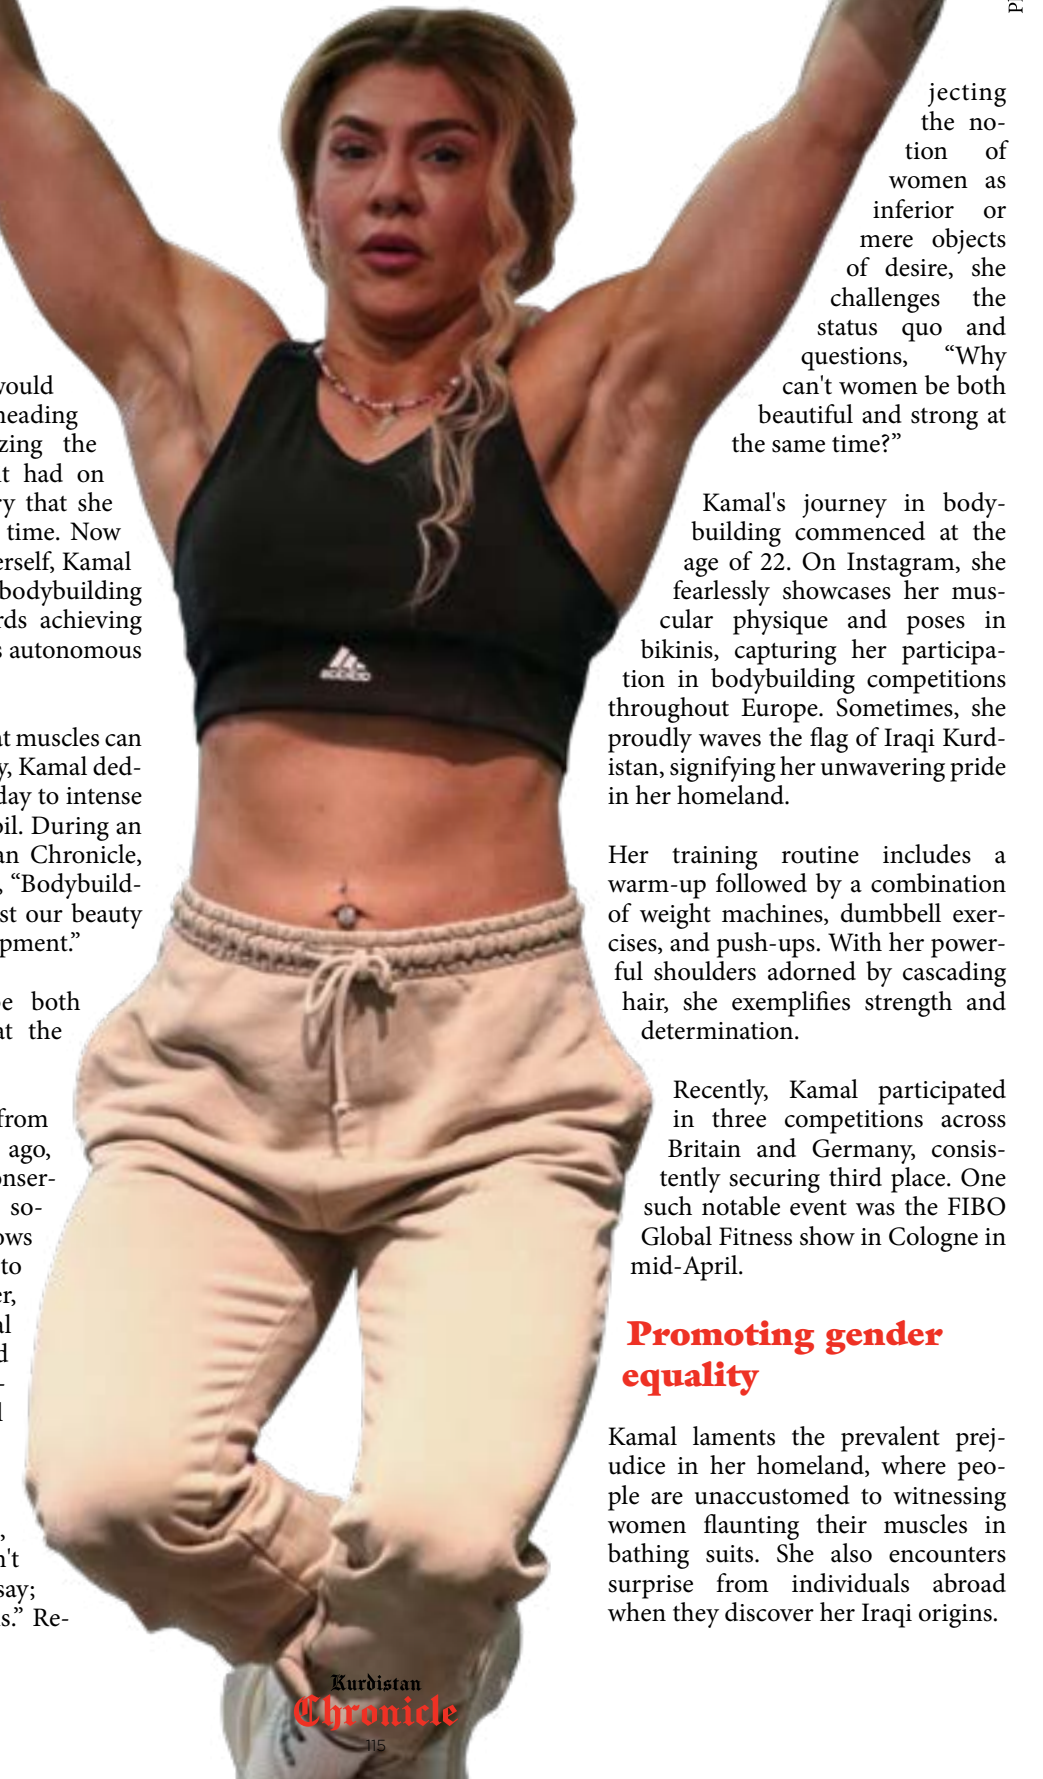 vould
heading
zing the
it had on
ry that she
time. Now
erself, Kamal
bodybuilding
rds achieving
s autonomous
at muscles can
y, Kamal ded-
day to intense
oil. During an
an Chronicle,
, “Bodybuild-
st our beauty
pment.”
be both
at the
from
ago,
onser-
so-
ows
to
er,
al
d
-
l
,
n't
say;
s.” Re-
jecting
the no-
tion of
women as
inferior or
mere objects
of desire, she
challenges the
status quo and
questions, “Why
can't women be both
beautiful and strong at
the same time?”
Kamal's journey in body-
building commenced at the
age of 22. On Instagram, she
fearlessly showcases her mus-
cular physique and poses in
bikinis, capturing her participa-
tion in bodybuilding competitions
throughout Europe. Sometimes, she
proudly waves the flag of Iraqi Kurd-
istan, signifying her unwavering pride
in her homeland.
Her training routine includes a
warm-up followed by a combination
of weight machines, dumbbell exer-
cises, and push-ups. With her power-
ful shoulders adorned by cascading
hair, she exemplifies strength and
determination.
Recently, Kamal participated
in three competitions across
Britain and Germany, consis-
tently securing third place. One
such notable event was the FIBO
Global Fitness show in Cologne in
mid-April.
Promoting gender
equality
Kamal laments the prevalent prej-
udice in her homeland, where peo-
ple are unaccustomed to witnessing
women flaunting their muscles in
bathing suits. She also encounters
surprise from individuals abroad
when they discover her Iraqi origins.
Kurdistan
Chronicle
115